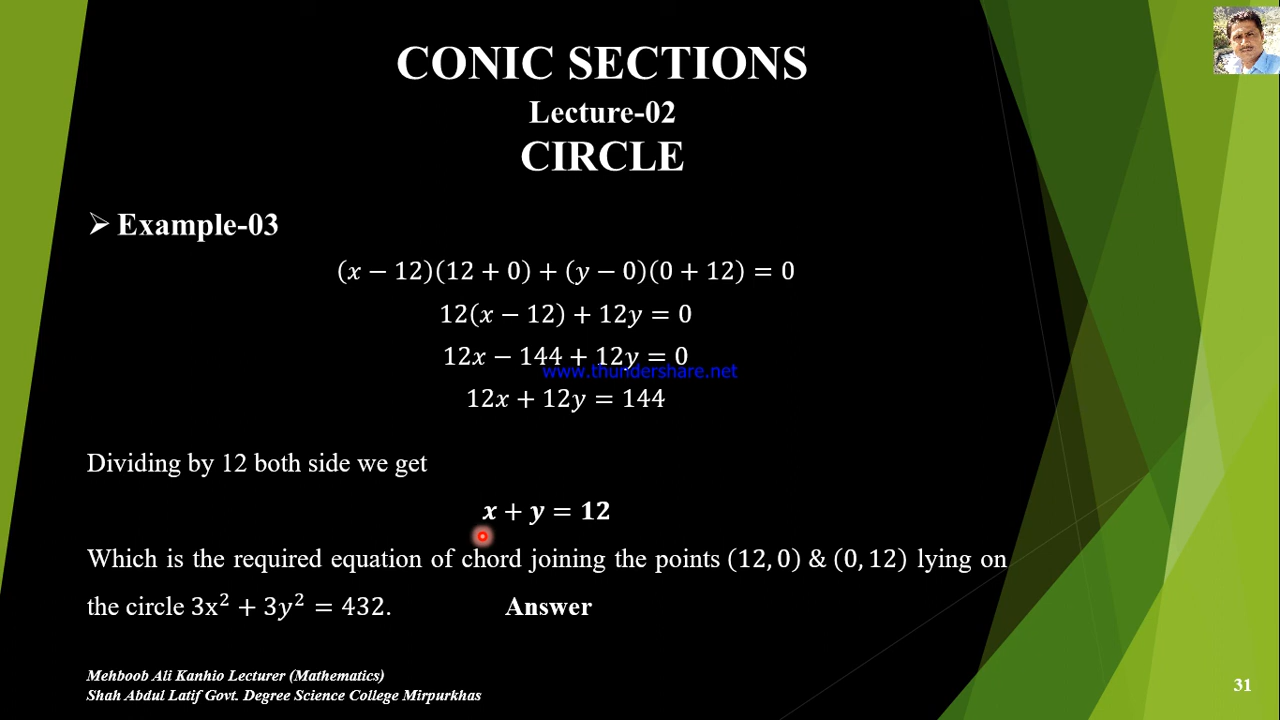 CONIC SECTIONS
Lecture-02
CIRCLE
➢ Example-03
(x − 12)(12 + 0) + (y − 0)(0 + 12) = 0
12(x − 12) + 12y = 0
12x − 144 + 12y = 0
www.thundershare.net
12x + 12y = 144
Dividing by 12 both side we get
x + y = 12
Which is the required equation of chord joining the points (12, 0) & (0, 12) lying on
the circle 3x² + 3y² = 432. Answer
Mehboob Ali Kanhio Lecturer (Mathematics)
Shah Abdul Latif Govt. Degree Science College Mirpurkhas
31